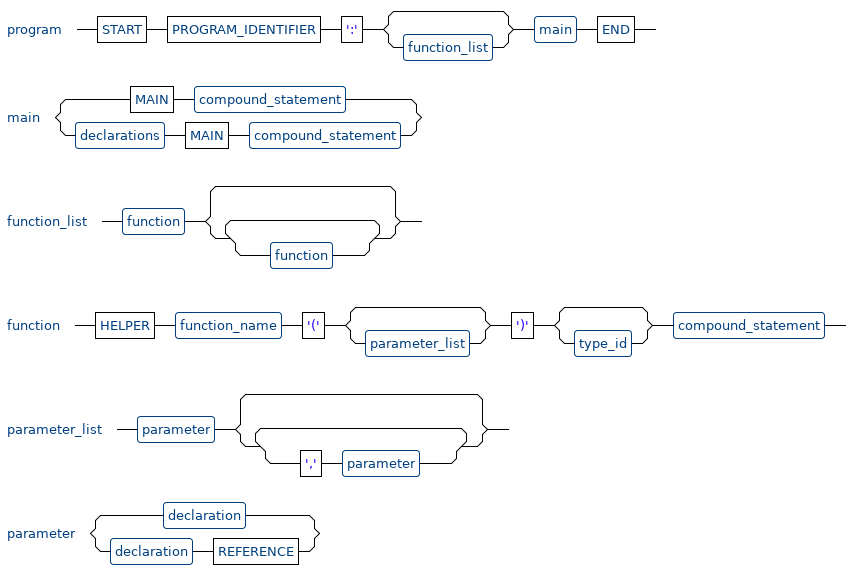 program START PROGRAM_IDENTIFIER ':' function_list main END
main MAIN compound_statement
declarations MAIN compound_statement
function_list function
function
function HELPER function_name '(' parameter_list ')' type_id compound_statement
parameter_list parameter
',' parameter
parameter declaration
declaration REFERENCE